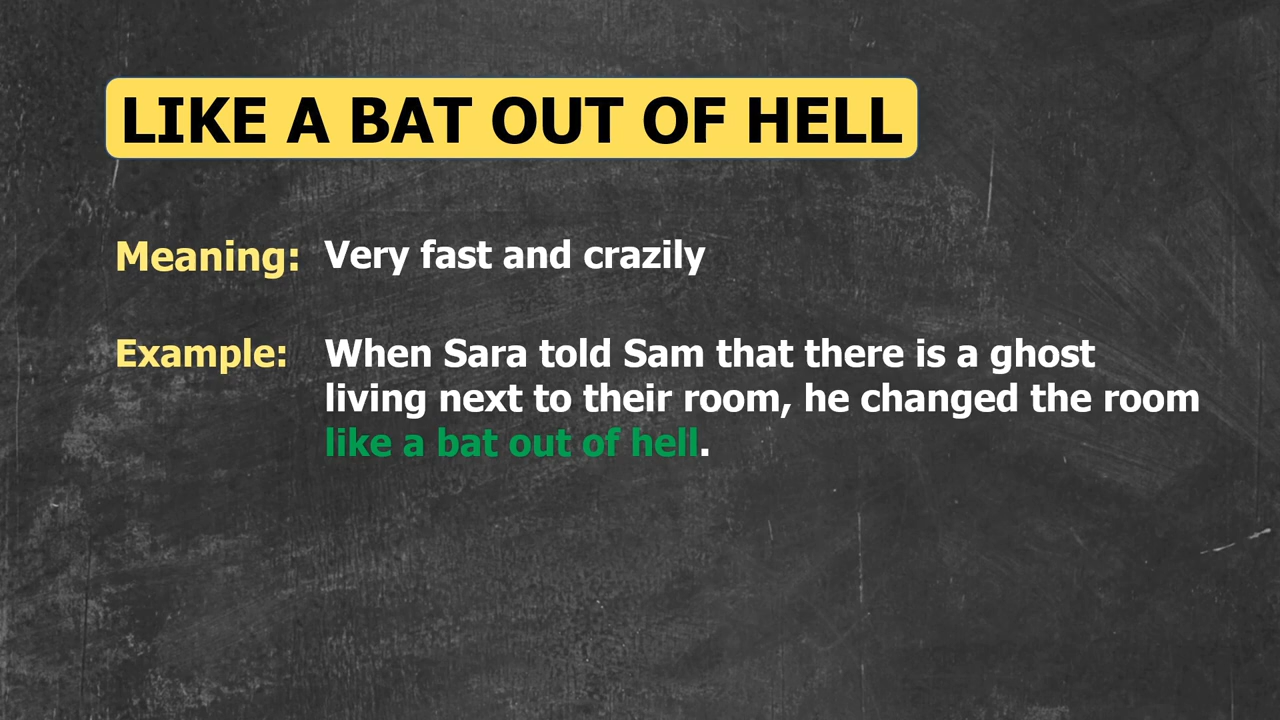 LIKE A BAT OUT OF HELL
Meaning: Very fast and crazily
Example: When Sara told Sam that there is a ghost
living next to their room, he changed the room
like a bat out of hell.